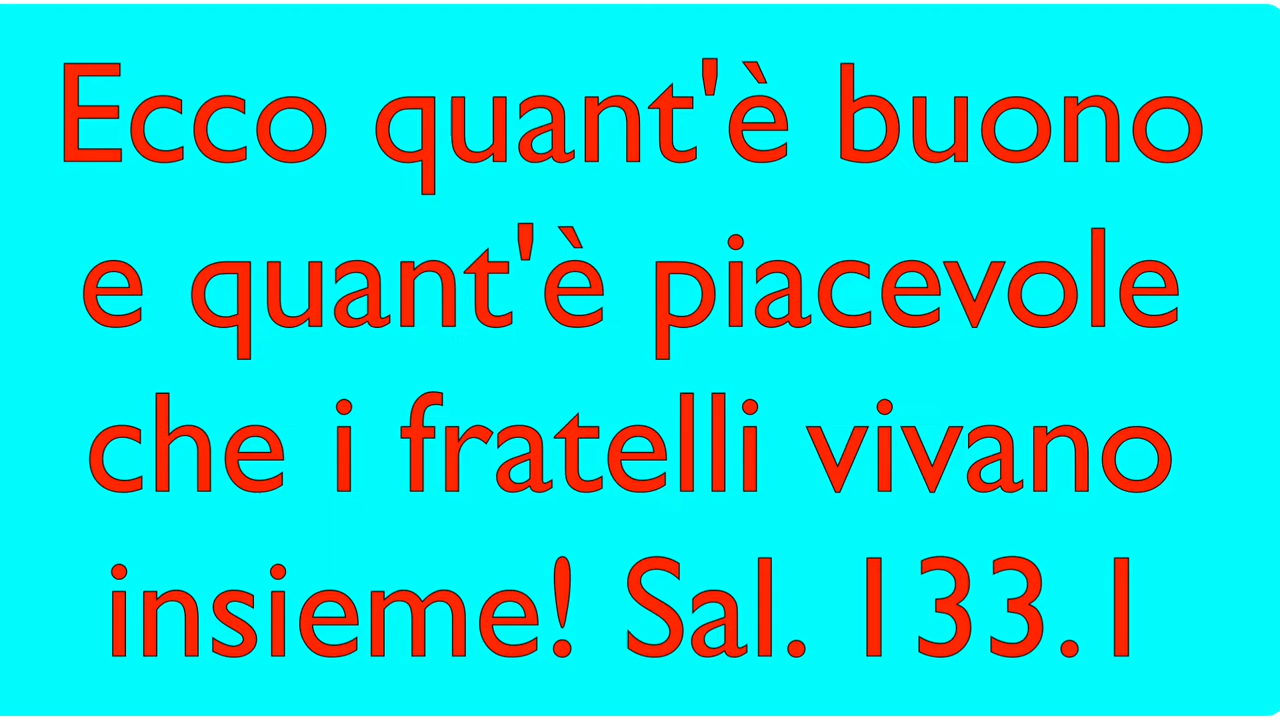 Ecco quant'è buono
e quant'è piacevole
che i fratelli vivano
insieme! Sal. 133.1